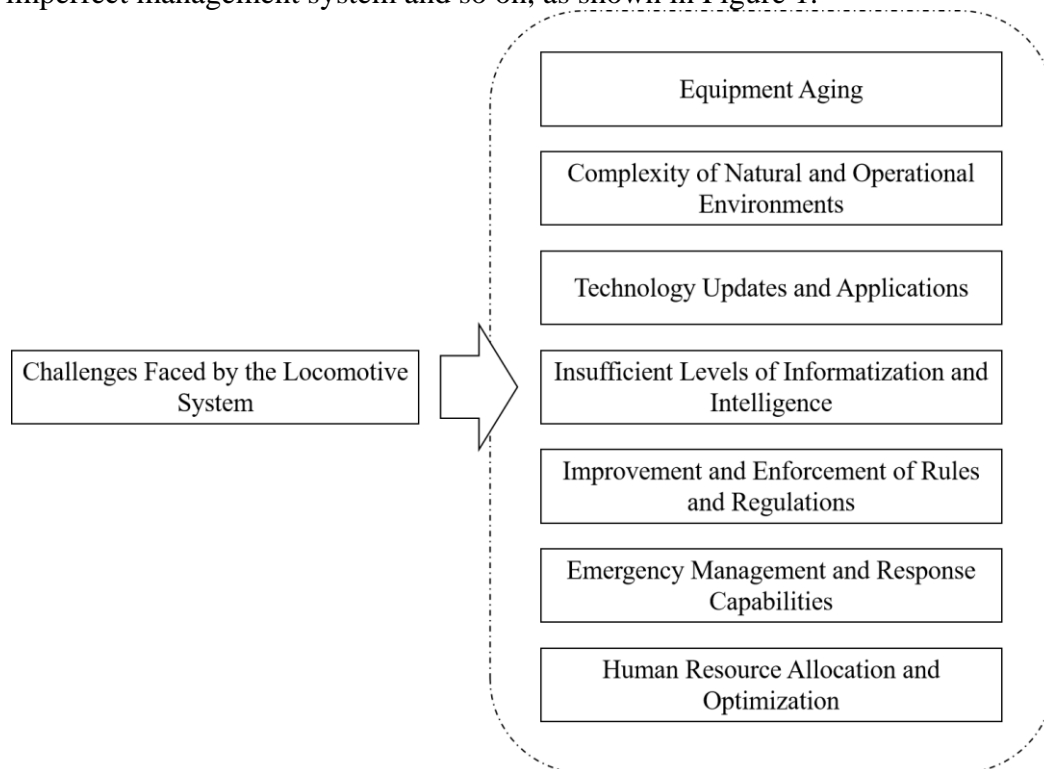 imperfect management system and so on, as shown in Figure 1.
Equipment Aging
Complexity of Natural and Operational
Environments
Technology Updates and Applications
Challenges Faced by the Locomotive
System
Insufficient Levels of Informatization and
Intelligence
Improvement and Enforcement of Rules
and Regulations
Emergency Management and Response
Capabilities
Human Resource Allocation and
Optimization